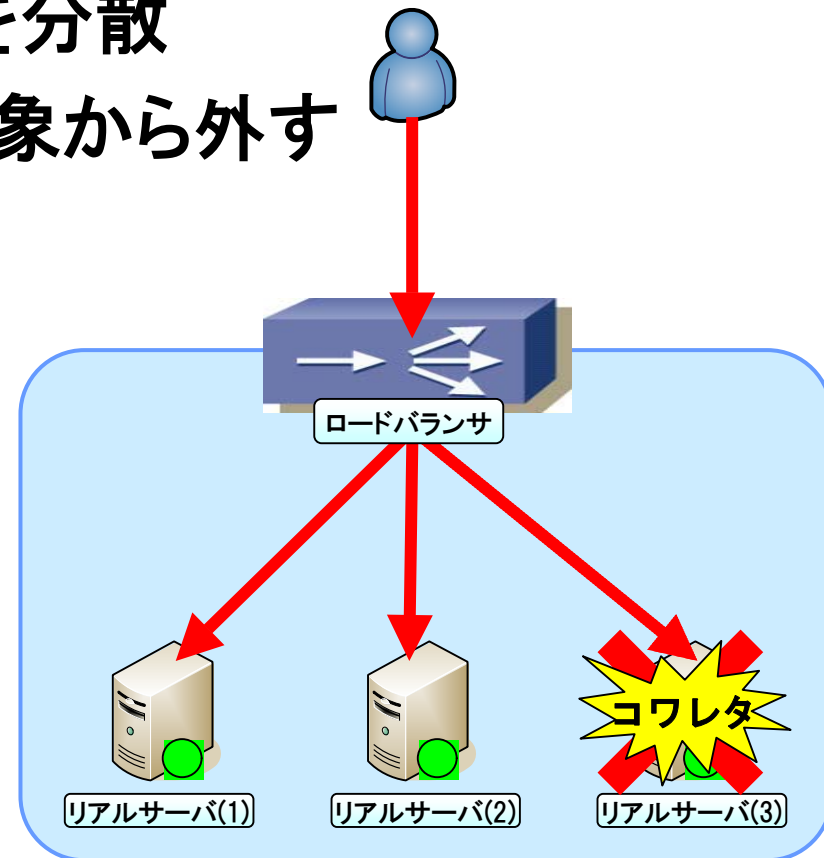 を分散
象から外す
ロードバランサ
コワレタ
リアルサーバ(1)
リアルサーバ(2)
リアルサーバ(3)